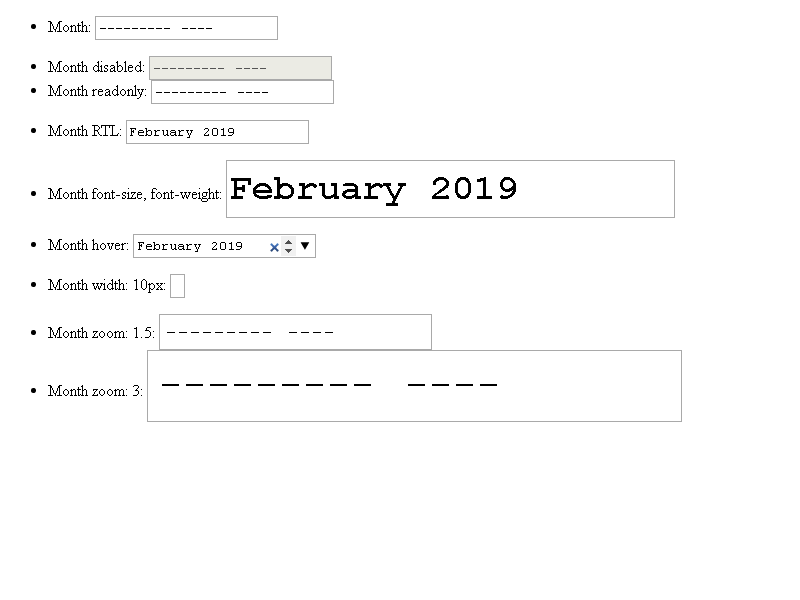 • Month: --------- ----
• Month disabled: --------- ----
• Month readonly: --------- ----
• Month RTL: February 2019
• Month font-size, font-weight: February 2019
• Month hover: February 2019
• Month width: 10px:
• Month zoom: 1.5: --------- ----
• Month zoom: 3: --------- ----